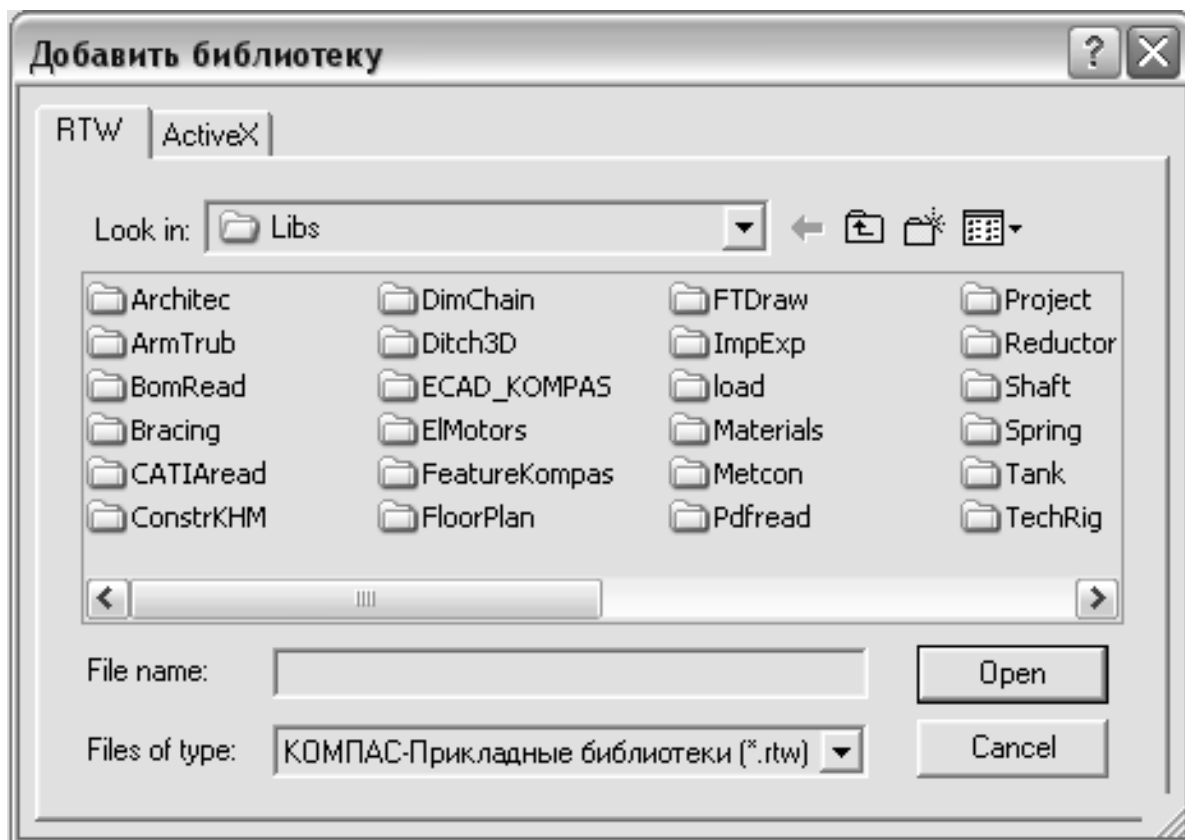 Добавить библиотеку
RTW ActiveX
Look in: Libs
Architec DimChain FTDraw Project
ArmTrub Ditch3D ImpExp Reductor
BomRead ECAD_KOMPAS load Shaft
Bracing ElMotors Materials Spring
CATIAread FeatureKompas Metcon Tank
ConstrKHM FloorPlan Pdfread TechRig
File name: Open
Files of type: КОМПАС-Прикладные библиотеки (*.rtw) Cancel